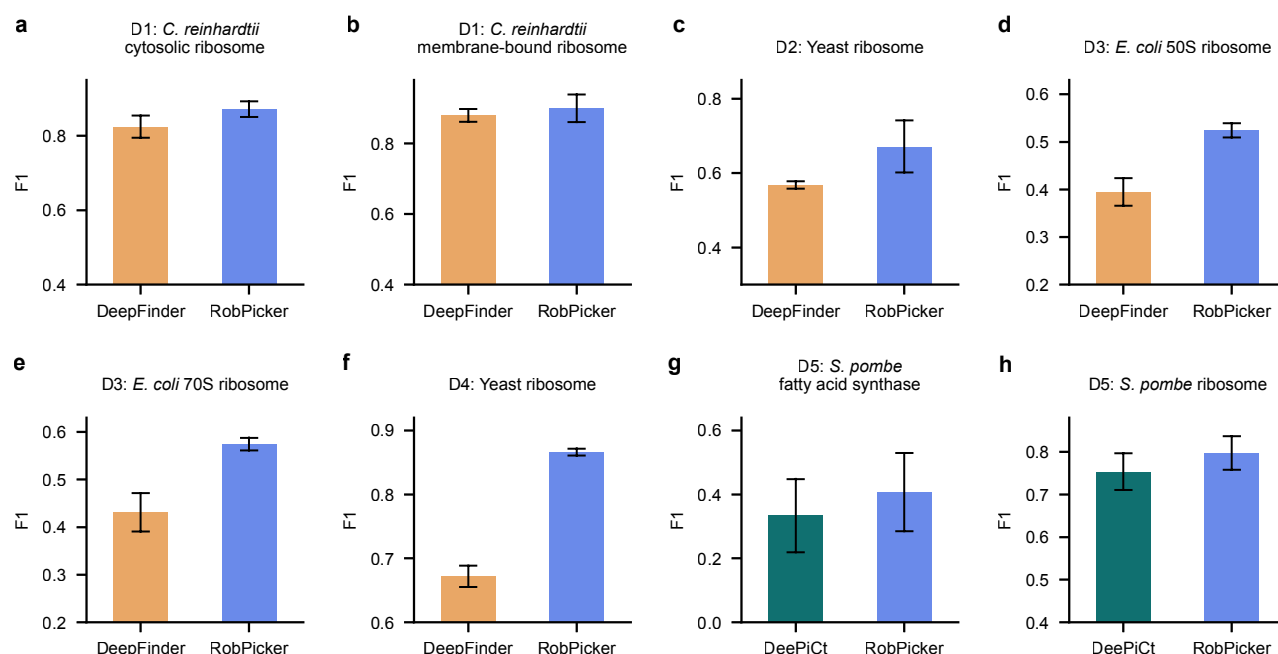 a
D1: C. reinhardtii
cytosolic ribosome
F1
0.8
0.6
0.4
DeepFinder
RobPicker
b
D1: C. reinhardtii
membrane-bound ribosome
F1
0.8
0.6
0.4
DeepFinder
RobPicker
c
D2: Yeast ribosome
F1
0.8
0.6
0.4
DeepFinder
RobPicker
d
D3: E. coli 50S ribosome
F1
0.6
0.5
0.4
0.3
0.2
DeepFinder
RobPicker
e
D3: E. coli 70S ribosome
F1
0.6
0.5
0.4
0.3
0.2
DeepFinder
RobPicker
f
D4: Yeast ribosome
F1
0.9
0.8
0.7
0.6
DeepFinder
RobPicker
g
D5: S. pombe
fatty acid synthase
F1
0.6
0.4
0.2
0.0
DeePiCt
RobPicker
h
D5: S. pombe ribosome
F1
0.8
0.7
0.6
0.5
0.4
DeePiCt
RobPicker